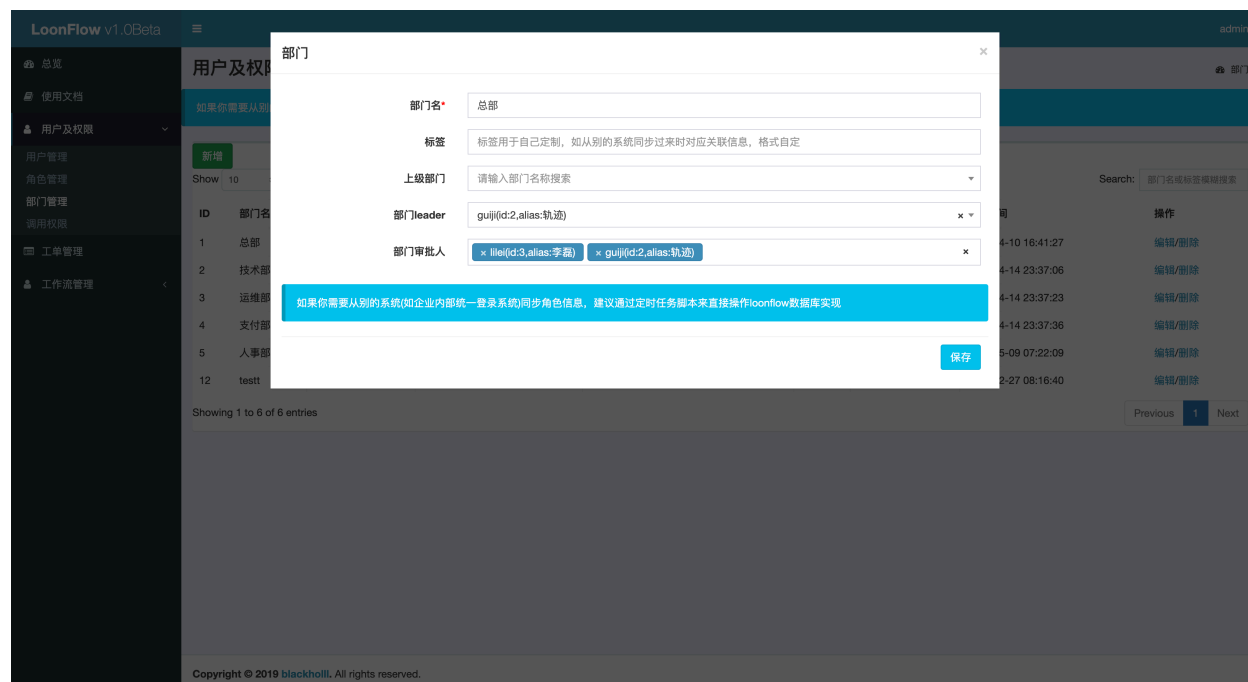 LoonFlow v1.0Beta
admin
总览
使用文档
用户及权限
用户管理
角色管理
部门管理
调用权限
工单管理
工作流管理
用户及权限
部门
如果你需要从别
新增
Show 10
Search: 部门名或标签模糊搜索
ID 部门名 间 操作
1 总部 4-10 16:41:27 编辑/删除
2 技术部 4-14 23:37:06 编辑/删除
3 运维部 4-14 23:37:23 编辑/删除
4 支付部 4-14 23:37:36 编辑/删除
5 人事部 5-09 07:22:09 编辑/删除
12 testt 2-27 08:16:40 编辑/删除
Showing 1 to 6 of 6 entries
Previous 1 Next
部门 ×
部门名* 总部
标签 标签用于自己定制，如从别的系统同步过来时对应关联信息，格式自定
上级部门 请输入部门名称搜索
部门leader guiji(id:2,alias:轨迹) ×
部门审批人 × lilei(id:3,alias:李磊) × guiji(id:2,alias:轨迹) ×
如果你需要从别的系统(如企业内部统一登录系统)同步角色信息，建议通过定时任务脚本来直接操作loonflow数据库实现
保存
Copyright © 2019 blackholll. All rights reserved.